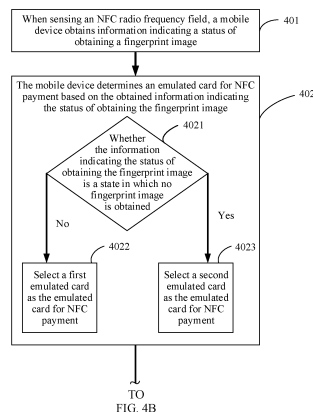 When sensing an NFC radio frequency field, a mobile
device obtains information indicating a status of
obtaining a fingerprint image
401
The mobile device determines an emulated card for NFC
payment based on the obtained information indicating
the status of obtaining the fingerprint image
402
4021
Whether
the information
indicating the status of
obtaining the fingerprint image
is a state in which no
fingerprint image
is obtained
No
Yes
4022
4023
Select a first
emulated card
as the emulated
card for NFC
payment
Select a second
emulated card
as the emulated
card for NFC
payment
TO
FIG. 4B